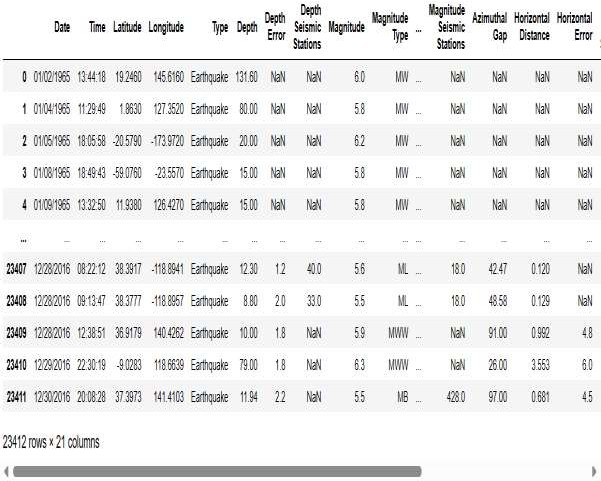 Date Time Latitude Longitude Type Depth Depth Error Depth Seismic Stations Magnitude Magnitude Type ... Magnitude Seismic Stations Azimuthal Gap Horizontal Distance Horizontal Error
0 01/02/1965 13:44:18 19.2460 145.6160 Earthquake 131.60 NaN NaN 6.0 MW ... NaN NaN NaN NaN
1 01/04/1965 11:29:49 1.8630 127.3520 Earthquake 80.00 NaN NaN 5.8 MW ... NaN NaN NaN NaN
2 01/05/1965 18:05:58 -20.5790 -173.9720 Earthquake 20.00 NaN NaN 6.2 MW ... NaN NaN NaN NaN
3 01/08/1965 18:49:43 -59.0760 -23.5570 Earthquake 15.00 NaN NaN 5.8 MW ... NaN NaN NaN NaN
4 01/09/1965 13:32:50 11.9380 126.4270 Earthquake 15.00 NaN NaN 5.8 MW ... NaN NaN NaN NaN
... ... ... ... ... ... ... ... ... ... ... ... ... ... ... ...
23407 12/28/2016 08:22:12 38.3917 -118.8941 Earthquake 12.30 1.2 40.0 5.6 ML ... 18.0 42.47 0.120 NaN
23408 12/28/2016 09:13:47 38.3777 -118.8957 Earthquake 8.80 2.0 33.0 5.5 ML ... 18.0 48.58 0.129 NaN
23409 12/28/2016 12:38:51 36.9179 140.4262 Earthquake 10.00 1.8 NaN 5.9 MWW ... NaN 91.00 0.992 4.8
23410 12/29/2016 22:30:19 -9.0283 118.6639 Earthquake 79.00 1.8 NaN 6.3 MWW ... NaN 26.00 3.553 6.0
23411 12/30/2016 20:08:28 37.3973 141.4103 Earthquake 11.94 2.2 NaN 5.5 MB ... 428.0 97.00 0.681 4.5
23412 rows × 21 columns